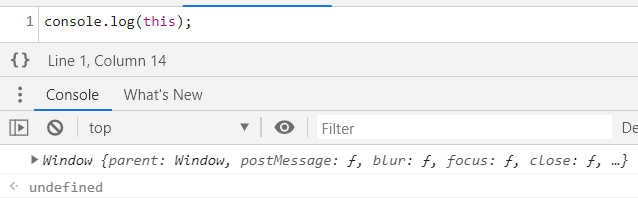 1 console.log(this);
{} Line 1, Column 14
Console What's New
top ▼ Filter De
▶ Window {parent: Window, postMessage: ƒ, blur: ƒ, focus: ƒ, close: ƒ, …}
undefined